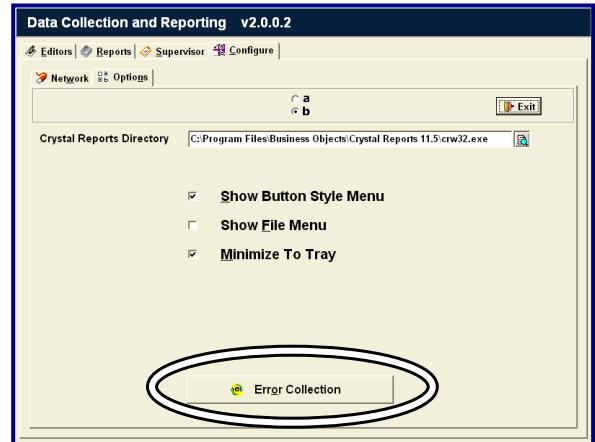 Data Collection and Reporting v2.0.0.2
Editors Reports Supervisor Configure
Network Options
a
b
Exit
Crystal Reports Directory C:\Program Files\Business Objects\Crystal Reports 11.5\crw32.exe
Show Button Style Menu
Show File Menu
Minimize To Tray
Error Collection